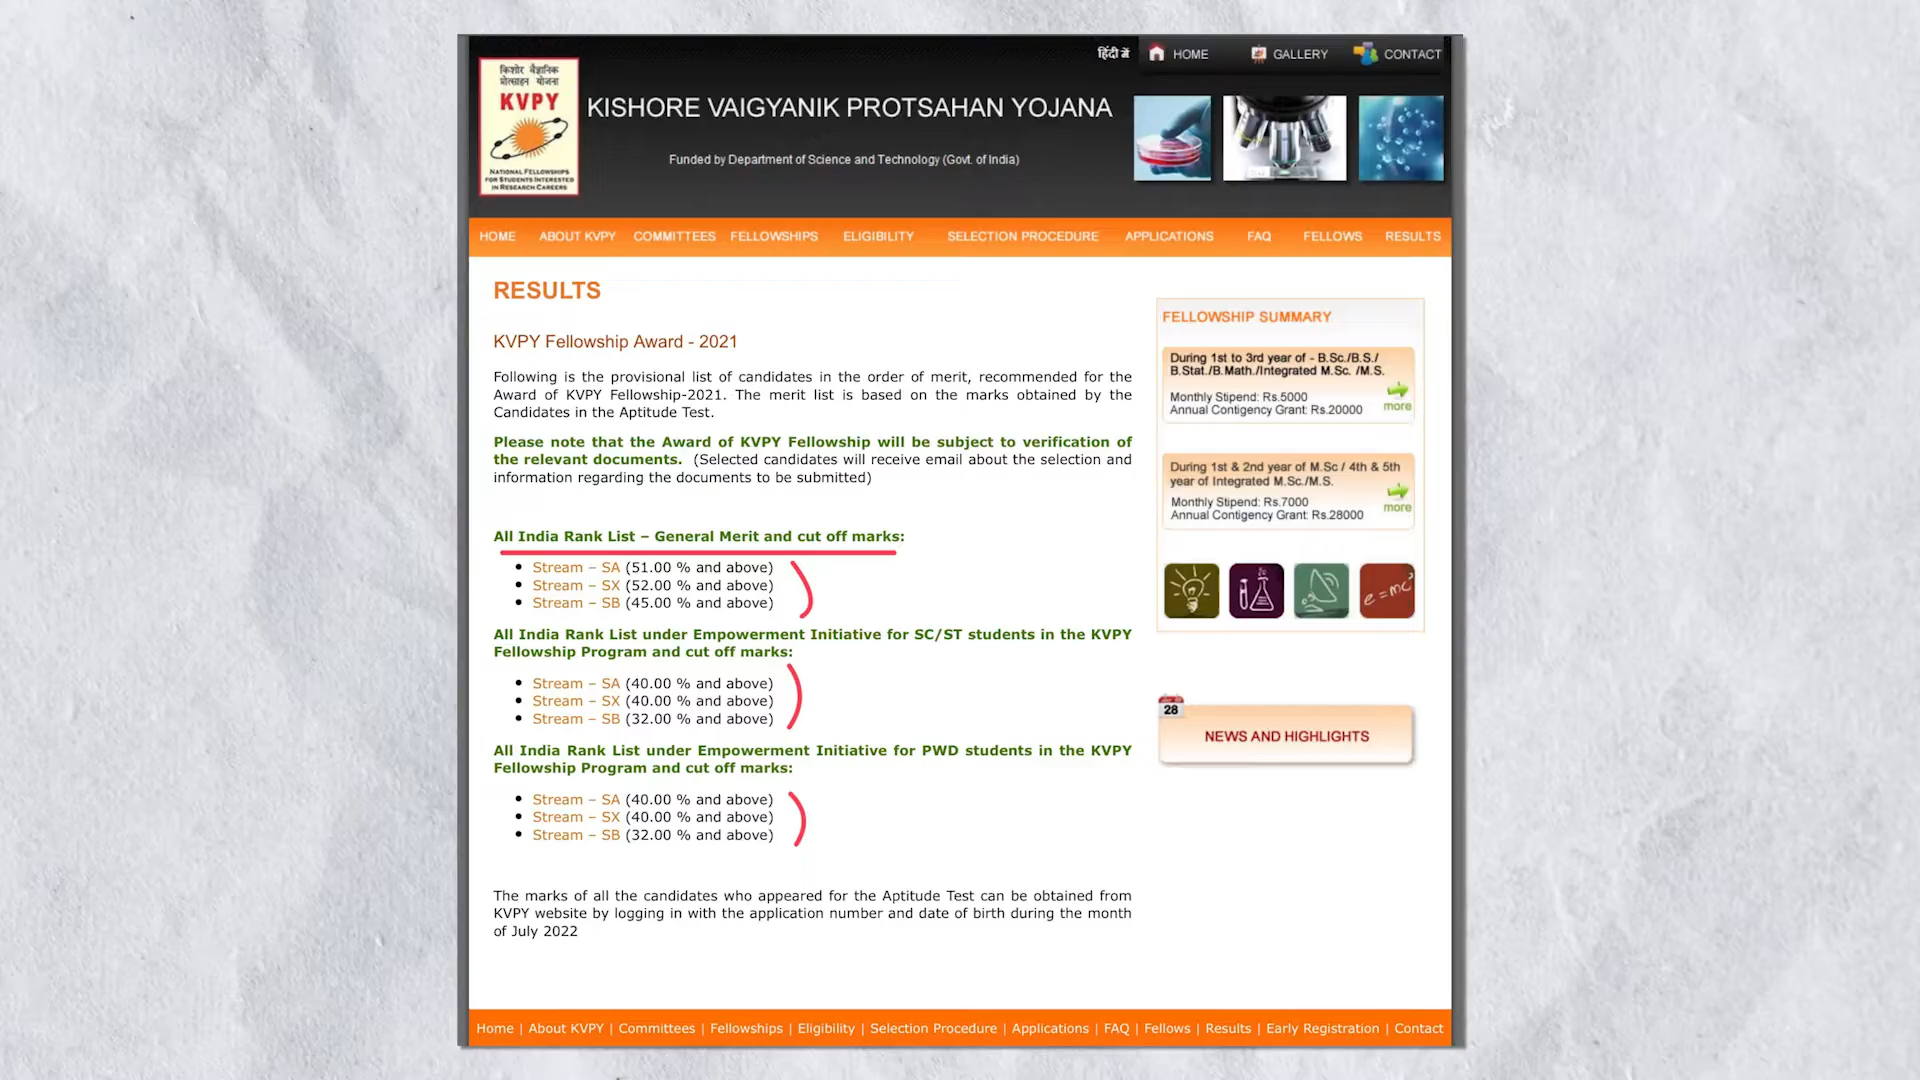 हिंदी में
HOME
GALLERY
CONTACT
किशोर वैज्ञानिक
प्रोत्साहन योजना
KVPY
NATIONAL FELLOWSHIPS
FOR STUDENTS INTERESTED
IN RESEARCH CAREERS
KISHORE VAIGYANIK PROTSAHAN YOJANA
Funded by Department of Science and Technology (Govt. of India)
HOME ABOUT KVPY COMMITTEES FELLOWSHIPS ELIGIBILITY SELECTION PROCEDURE APPLICATIONS FAQ FELLOWS RESULTS
RESULTS
KVPY Fellowship Award - 2021
Following is the provisional list of candidates in the order of merit, recommended for the
Award of KVPY Fellowship-2021. The merit list is based on the marks obtained by the
Candidates in the Aptitude Test.
Please note that the Award of KVPY Fellowship will be subject to verification of
the relevant documents. (Selected candidates will receive email about the selection and
information regarding the documents to be submitted)
All India Rank List – General Merit and cut off marks:
• Stream – SA (51.00 % and above)
• Stream – SX (52.00 % and above)
• Stream – SB (45.00 % and above)
All India Rank List under Empowerment Initiative for SC/ST students in the KVPY
Fellowship Program and cut off marks:
• Stream – SA (40.00 % and above)
• Stream – SX (40.00 % and above)
• Stream – SB (32.00 % and above)
All India Rank List under Empowerment Initiative for PWD students in the KVPY
Fellowship Program and cut off marks:
• Stream – SA (40.00 % and above)
• Stream – SX (40.00 % and above)
• Stream – SB (32.00 % and above)
The marks of all the candidates who appeared for the Aptitude Test can be obtained from
KVPY website by logging in with the application number and date of birth during the month
of July 2022
FELLOWSHIP SUMMARY
During 1st to 3rd year of - B.Sc./B.S./
B.Stat./B.Math./Integrated M.Sc. /M.S.
Monthly Stipend: Rs.5000
Annual Contigency Grant: Rs.20000
more
During 1st & 2nd year of M.Sc / 4th & 5th
year of Integrated M.Sc./M.S.
Monthly Stipend: Rs.7000
Annual Contigency Grant: Rs.28000
more
e=mc²
28
NEWS AND HIGHLIGHTS
Home | About KVPY | Committees | Fellowships | Eligibility | Selection Procedure | Applications | FAQ | Fellows | Results | Early Registration | Contact